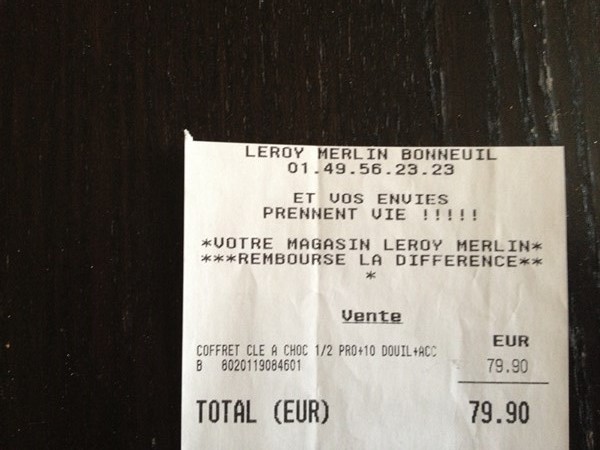 LEROY MERLIN BONNEUIL
01.49.56.23.23
ET VOS ENVIES
PRENNENT VIE !!!!!
*VOTRE MAGASIN LEROY MERLIN*
***REMBOURSE LA DIFFERENCE**
*
Vente
EUR
COFFRET CLE A CHOC 1/2 PRO+10 DOUIL+ACC
B 8020119084601 79.90
TOTAL (EUR) 79.90